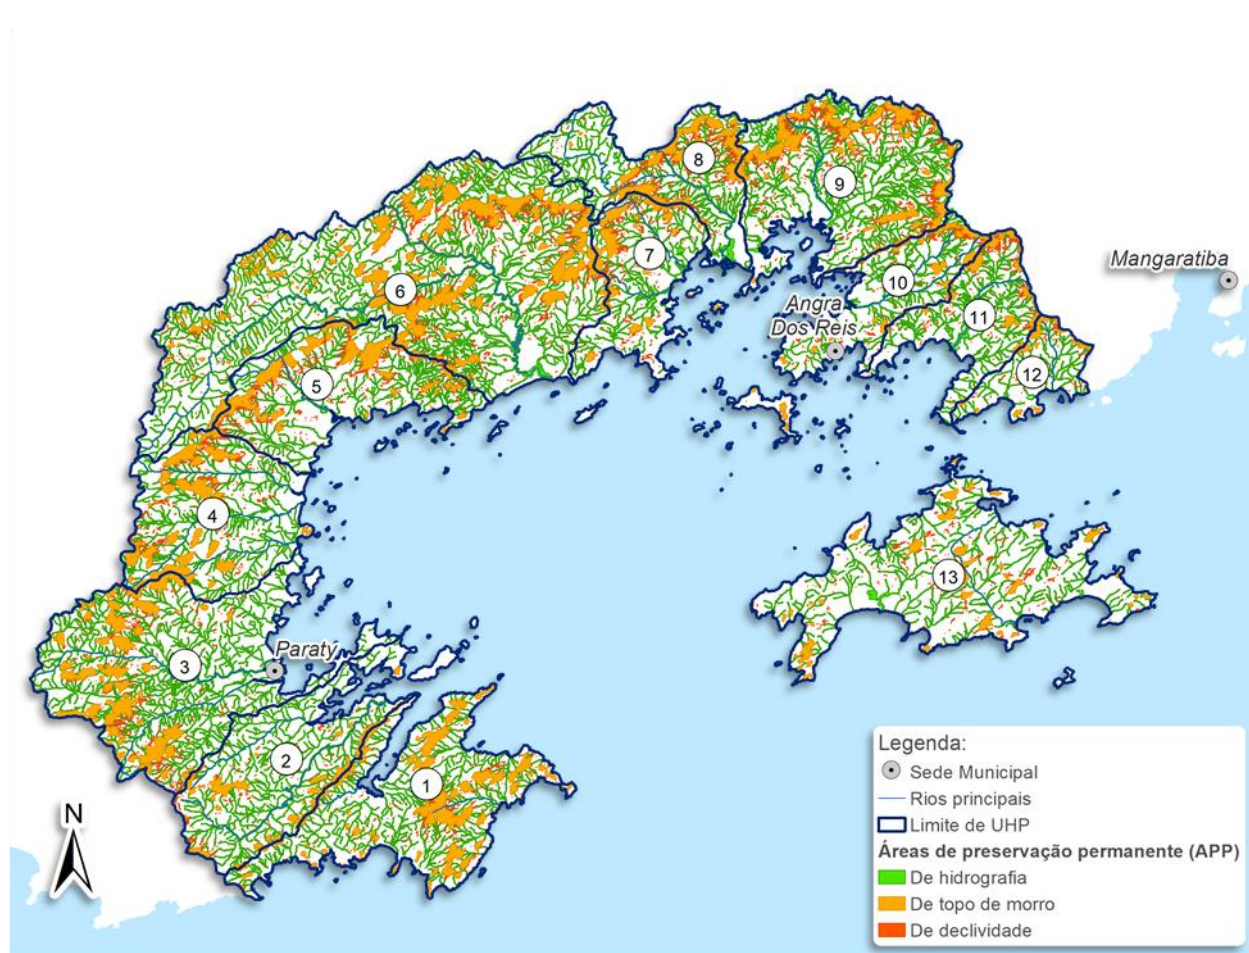 8
9
Mangaratiba
7
10
6
Angra
Dos Reis
11
12
5
4
13
Paratý
3
2
1
N
Legenda:
Sede Municipal
Rios principais
Limite de UHP
Áreas de preservação permanente (APP)
De hidrografia
De topo de morro
De declividade